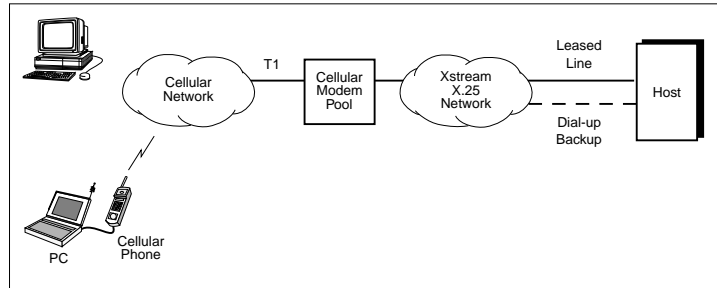 Cellular
Network
T1
Cellular
Modem
Pool
Xstream
X.25
Network
Leased
Line
Dial-up
Backup
Host
PC
Cellular
Phone